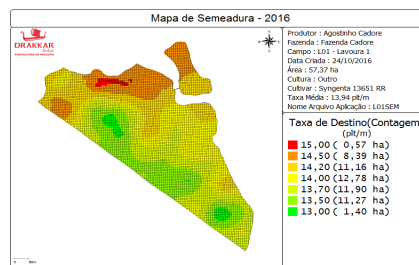 Mapa de Semeadura - 2016
DRAKKAR
Solos
Produtor : Agostinho Cadore
Fazenda : Fazenda Cadore
Campo : L01 - Lavoura 1
Data Criada : 24/10/2016
Área : 57,37 ha
Cultura : Outro
Cultivar : Syngenta 13651 RR
Taxa Média : 13,94 plt/m
Nome Arquivo Aplicação : L01SEM
Taxa de Destino(Contagem)
(plt/m)
15,00 ( 0,57 ha)
14,50 ( 8,39 ha)
14,20 (11,16 ha)
14,00 (12,78 ha)
13,70 (11,90 ha)
13,50 (11,27 ha)
13,00 ( 1,40 ha)